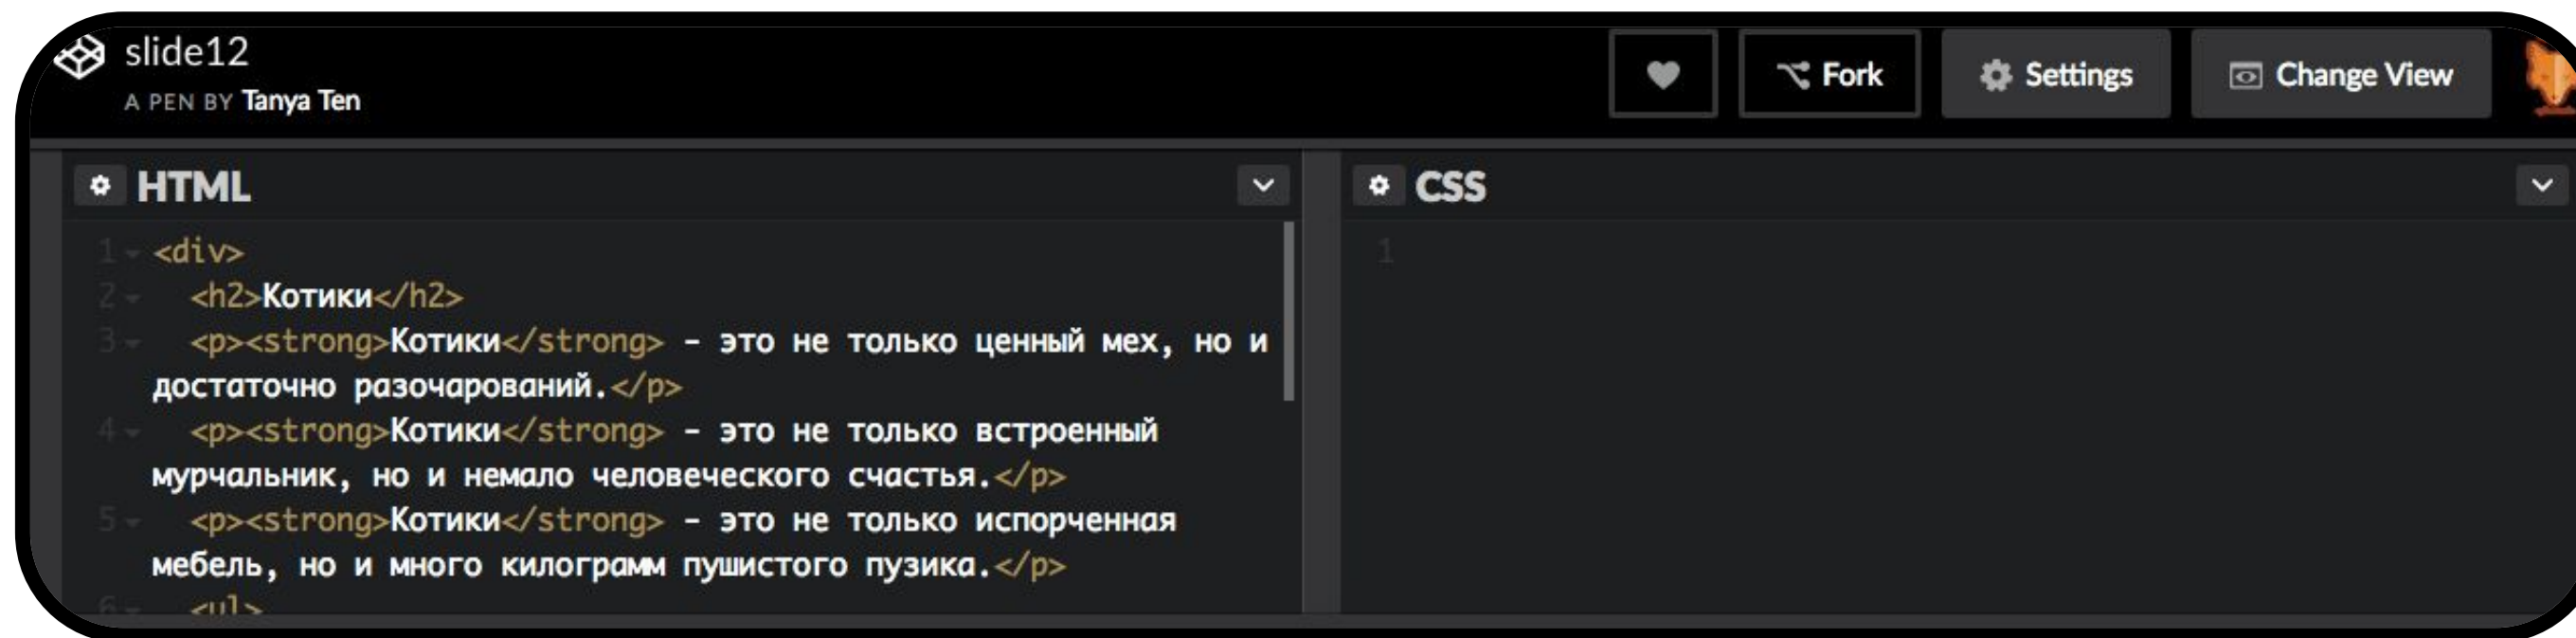 slide12
A PEN BY Tanya Ten
Fork
Settings
Change View
HTML
CSS
1 <div>
2 <h2>Котики</h2>
3 <p><strong>Котики</strong> - это не только ценный мех, но и
достаточно разочарований.</p>
4 <p><strong>Котики</strong> - это не только встроенный
мурчальник, но и немало человеческого счастья.</p>
5 <p><strong>Котики</strong> - это не только испорченная
мебель, но и много килограмм пушистого пузика.</p>
6 <ul>
1